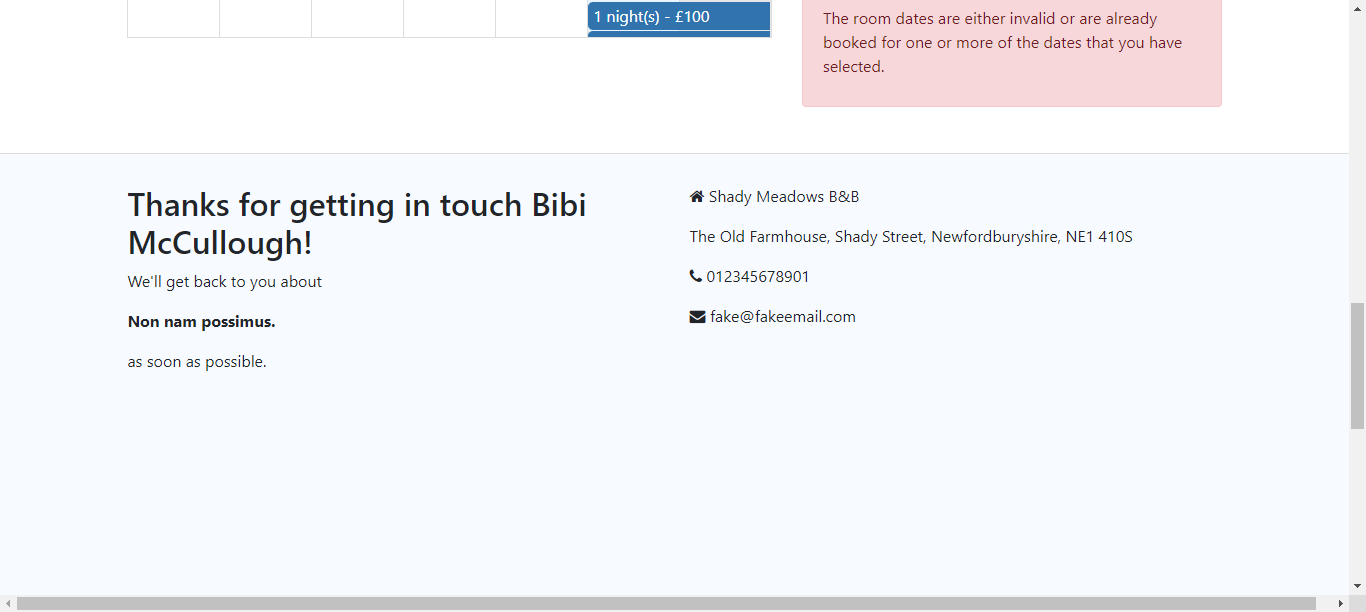 1 night(s) - £100
The room dates are either invalid or are already
booked for one or more of the dates that you have
selected.
Thanks for getting in touch Bibi
McCullough!
We'll get back to you about
Non nam possimus.
as soon as possible.
Shady Meadows B&B
The Old Farmhouse, Shady Street, Newfordburyshire, NE1 410S
012345678901
fake@fakeemail.com